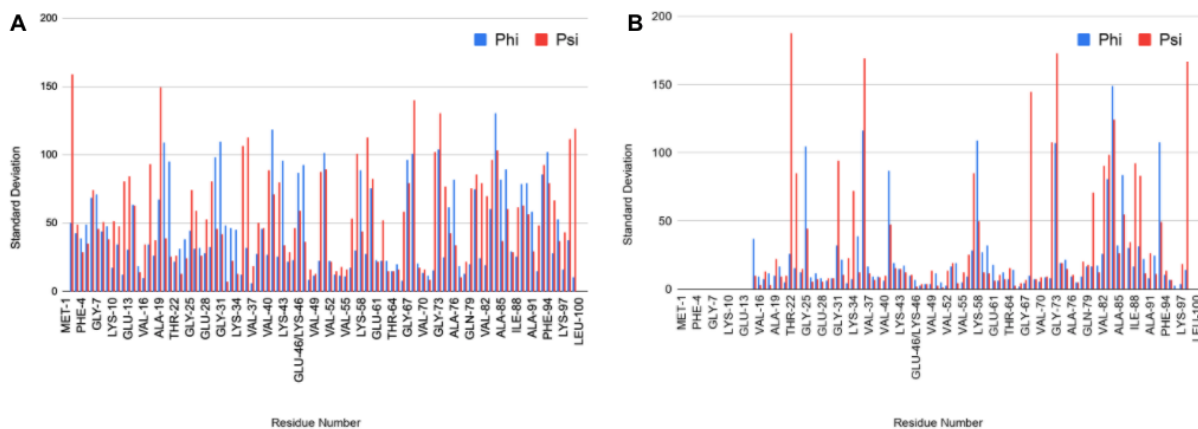 A
200
150
100
50
0
Standard Deviation
Phi Psi
MET-1
PHE-4
GLY-7
LYS-10
GLU-13
VAL-16
ALA-19
THR-22
GLY-25
GLU-28
GLY-31
LYS-34
VAL-37
VAL-40
LYS-43
GLU-46/LYS-46
VAL-49
VAL-52
VAL-55
LYS-58
GLU-61
THR-64
GLY-67
VAL-70
GLY-73
ALA-76
GLN-79
VAL-82
ALA-85
ILE-88
ALA-91
PHE-94
LYS-97
LEU-100
Residue Number
B
200
150
100
50
0
Standard Deviation
Phi Psi
MET-1
PHE-4
GLY-7
LYS-10
GLU-13
VAL-16
ALA-19
THR-22
GLY-25
GLU-28
GLY-31
LYS-34
VAL-37
VAL-40
LYS-43
GLU-46/LYS-46
VAL-49
VAL-52
VAL-55
LYS-58
GLU-61
THR-64
GLY-67
VAL-70
GLY-73
ALA-76
GLN-79
VAL-82
ALA-85
ILE-88
ALA-91
PHE-94
LYS-97
LEU-100
Residue Number